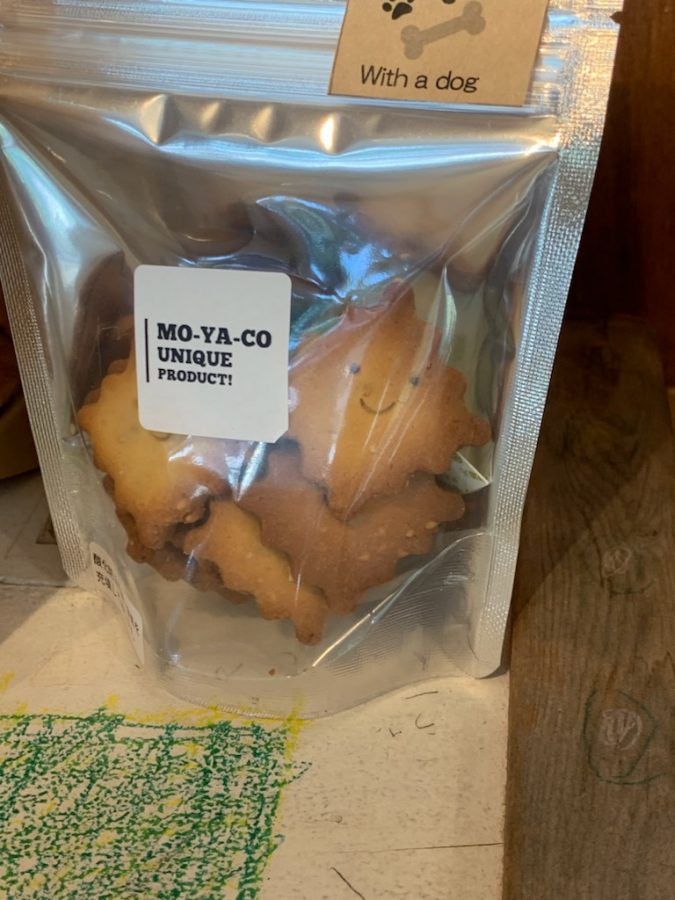 With a dog
MO-YA-CO
UNIQUE
PRODUCT!